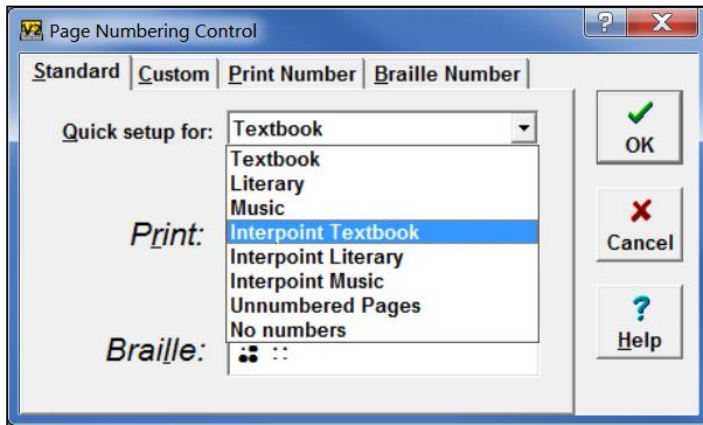 V2 Page Numbering Control
Standard Custom Print Number Braille Number
Quick setup for: Textbook
Textbook
Literary
Music
Print: Interpoint Textbook
Interpoint Literary
Interpoint Music
Unnumbered Pages
No numbers
Braille:
OK
Cancel
? Help